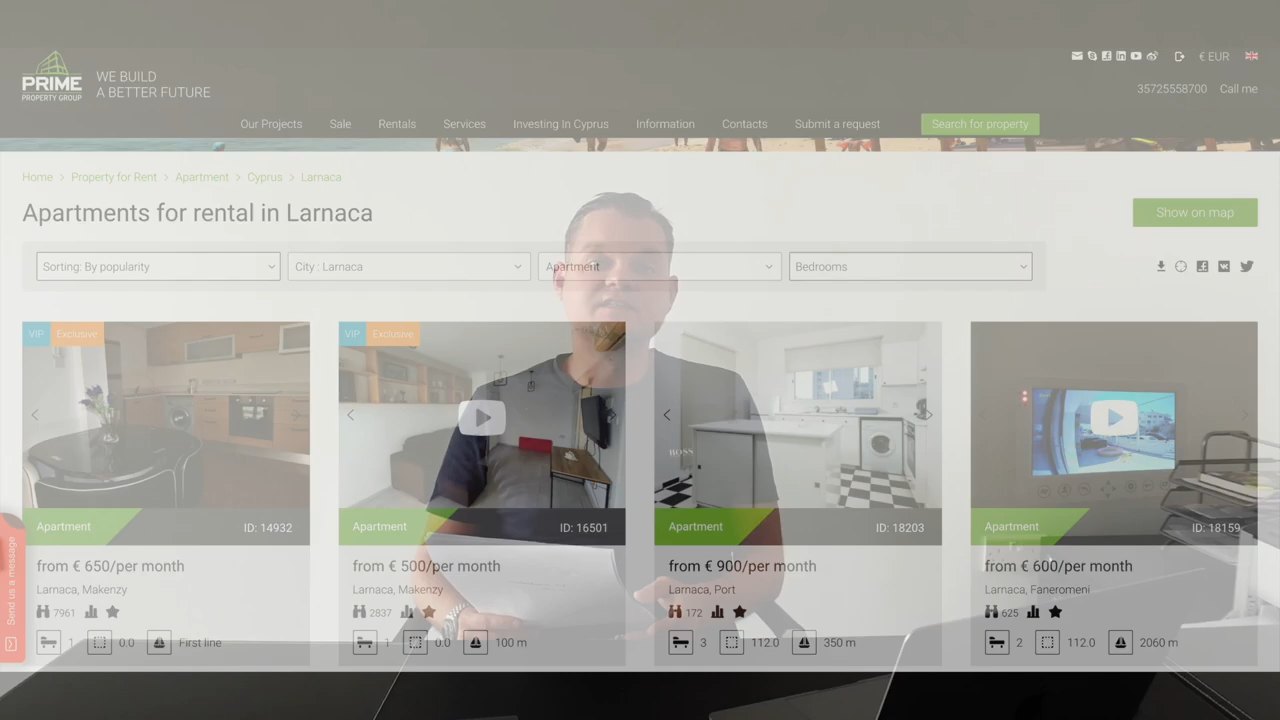 PRIME
PROPERTY GROUP
WE BUILD
A BETTER FUTURE
€ EUR
35725558700 Call me
Our Projects Sale Rentals Services Investing In Cyprus Information Contacts Submit a request Search for property
Home > Property for Rent > Apartment > Cyprus > Larnaca
Apartments for rental in Larnaca
Show on map
Sorting: By popularity City : Larnaca Apartment Bedrooms
VIP Exclusive VIP Exclusive
BOSS
Apartment ID: 14932 Apartment ID: 16501 Apartment ID: 18203 Apartment ID: 18159
from € 650/per month from € 500/per month from € 900/per month from € 600/per month
Larnaca, Makenzy Larnaca, Makenzy Larnaca, Port Larnaca, Faneromeni
7961 2837 172 625
1 0.0 First line 1 0.0 100 m 3 112.0 350 m 2 112.0 2060 m
Send us a message